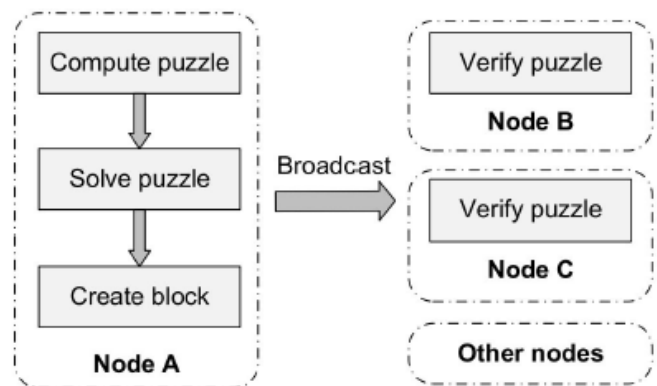 Compute puzzle
Solve puzzle
Create block
Node A
Broadcast
Verify puzzle
Node B
Verify puzzle
Node C
Other nodes